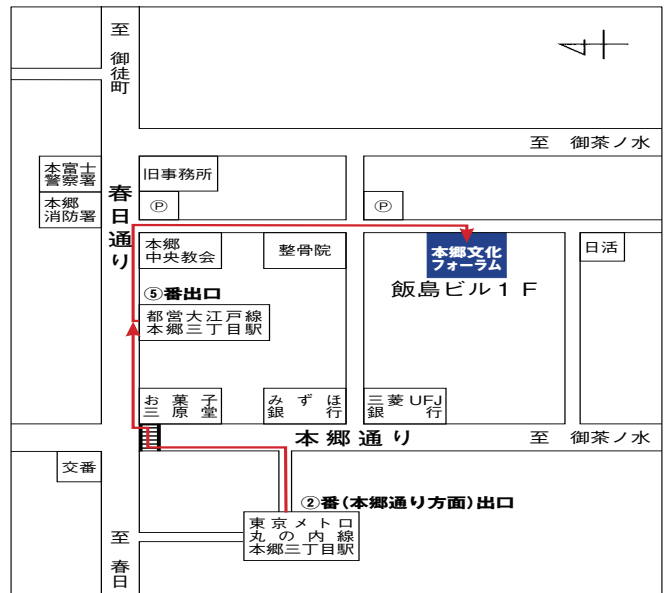 至
御徒町
至 御茶ノ水
本富士
警察署
本郷
消防署
春日通り
旧事務所
Ⓟ
Ⓟ
本郷
中央教会
整骨院
本郷文化
フォーラム
日活
飯島ビル1F
⑤番出口
都営大江戸線
本郷三丁目駅
お菓子
三原堂
みずほ
銀行
三菱UFJ
銀行
本郷通り
至 御茶ノ水
交番
②番(本郷通り方面)出口
東京メトロ
丸の内線
本郷三丁目駅
至
春日